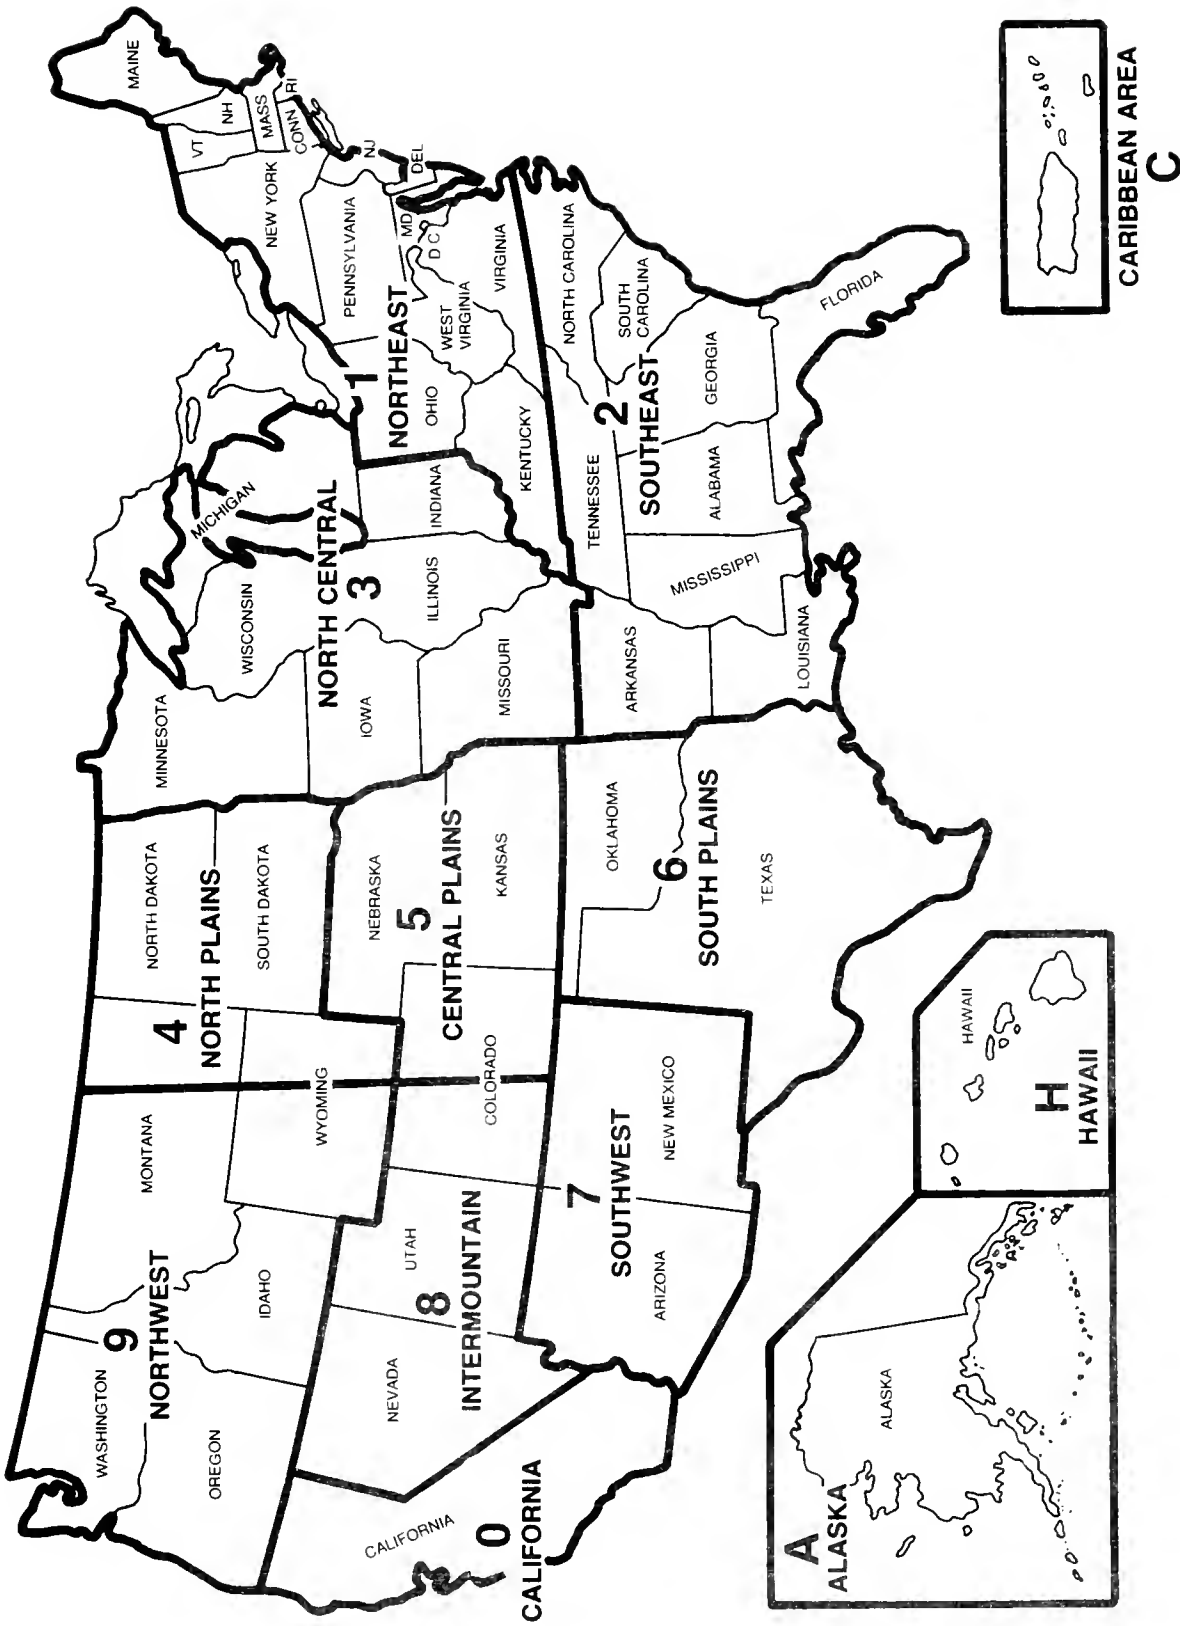 WASHINGTON
OREGON
9
NORTHWEST
IDAHO
MONTANA
WYOMING
4
NORTH PLAINS
NORTH DAKOTA
SOUTH DAKOTA
MINNESOTA
WISCONSIN
MICHIGAN
NORTH CENTRAL
3
IOWA
ILLINOIS
INDIANA
MISSOURI
1
NORTHEAST
OHIO
KENTUCKY
WEST
VIRGINIA
VIRGINIA
PENNSYLVANIA
MD
D C
DEL
NJ
NEW YORK
VT
NH
MASS
CONN
RI
MAINE
CALIFORNIA
0
CALIFORNIA
NEVADA
UTAH
8
INTERMOUNTAIN
COLORADO
NEBRASKA
5
CENTRAL PLAINS
KANSAS
7
SOUTHWEST
ARIZONA
NEW MEXICO
OKLAHOMA
6
SOUTH PLAINS
TEXAS
ARKANSAS
LOUISIANA
TENNESSEE
MISSISSIPPI
2
SOUTHEAST
ALABAMA
GEORGIA
NORTH CAROLINA
SOUTH
CAROLINA
FLORIDA
A
ALASKA
ALASKA
HAWAII
H
HAWAII
CARIBBEAN AREA
C